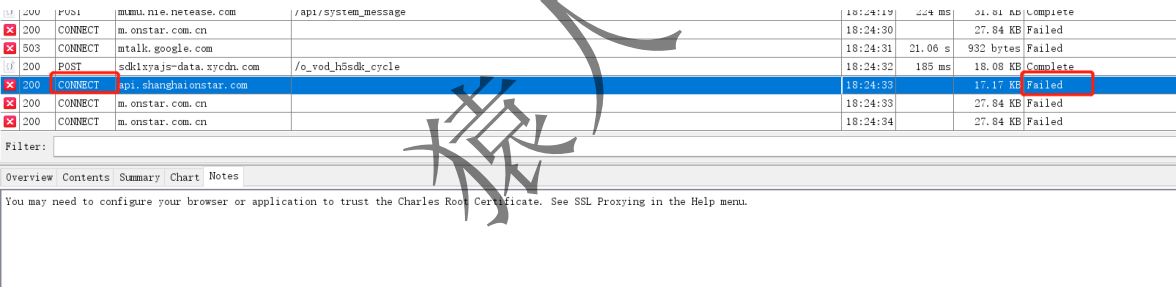 200 POST mumu.nie.netease.com /api/system_message 18:24:19 224 ms 31.81 KB Complete
200 CONNECT m.onstar.com.cn 18:24:30 27.84 KB Failed
503 CONNECT mtalk.google.com 18:24:31 21.06 s 932 bytes Failed
200 POST sdk1xyajs-data.xycdn.com /o_vod_h5sdk_cycle 18:24:32 185 ms 18.08 KB Complete
200 CONNECT api.shanghaionstar.com 18:24:33 17.17 KB Failed
200 CONNECT m.onstar.com.cn 18:24:33 27.84 KB Failed
200 CONNECT m.onstar.com.cn 18:24:34 27.84 KB Failed
Filter:
Overview Contents Summary Chart Notes
You may need to configure your browser or application to trust the Charles Root Certificate. See SSL Proxying in the Help menu.
猿人